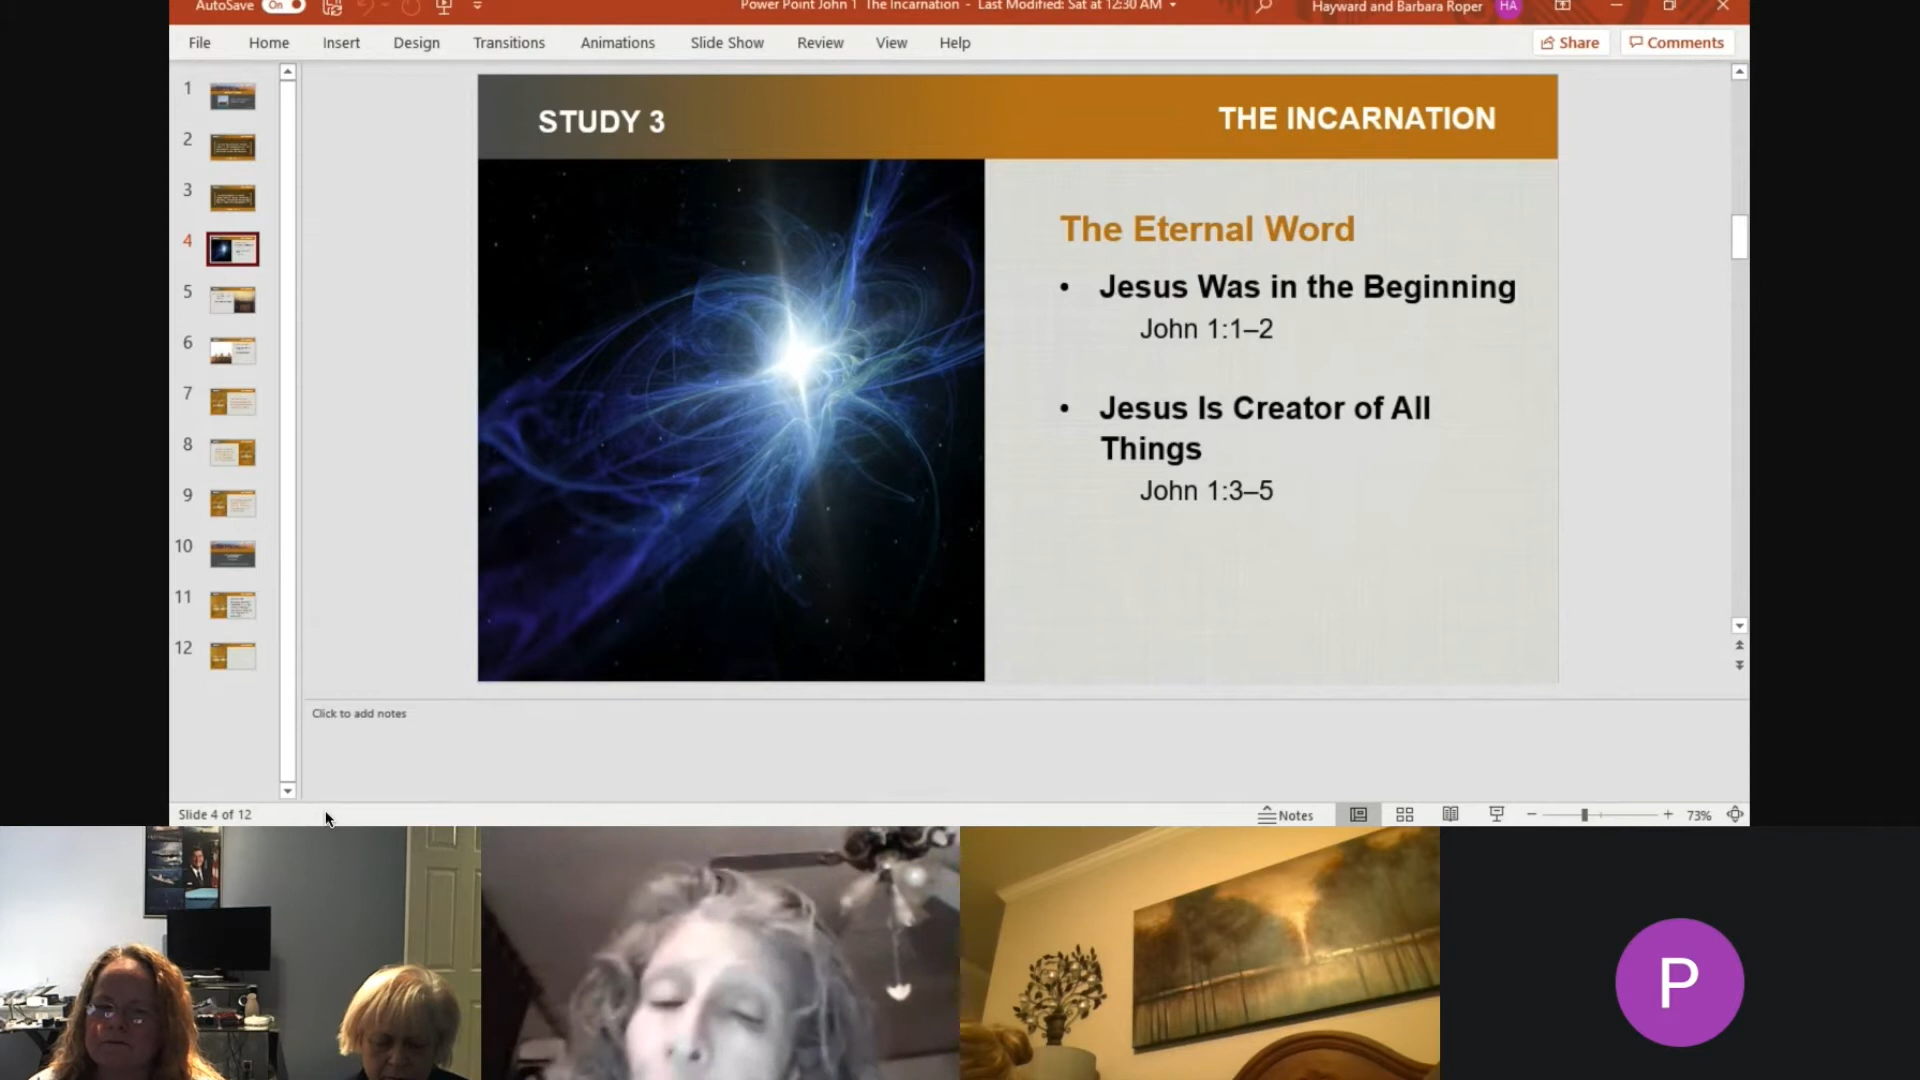 AutoSave On
Power Point John 1 The Incarnation - Last Modified: Sat at 12:30 AM
Hayward and Barbara Roper HA
File Home Insert Design Transitions Animations Slide Show Review View Help
Share Comments
STUDY 3
THE INCARNATION
The Eternal Word
• Jesus Was in the Beginning
John 1:1–2
• Jesus Is Creator of All
Things
John 1:3–5
1
2
3
4
5
6
7
8
9
10
11
12
Click to add notes
Slide 4 of 12
Notes
73%
P